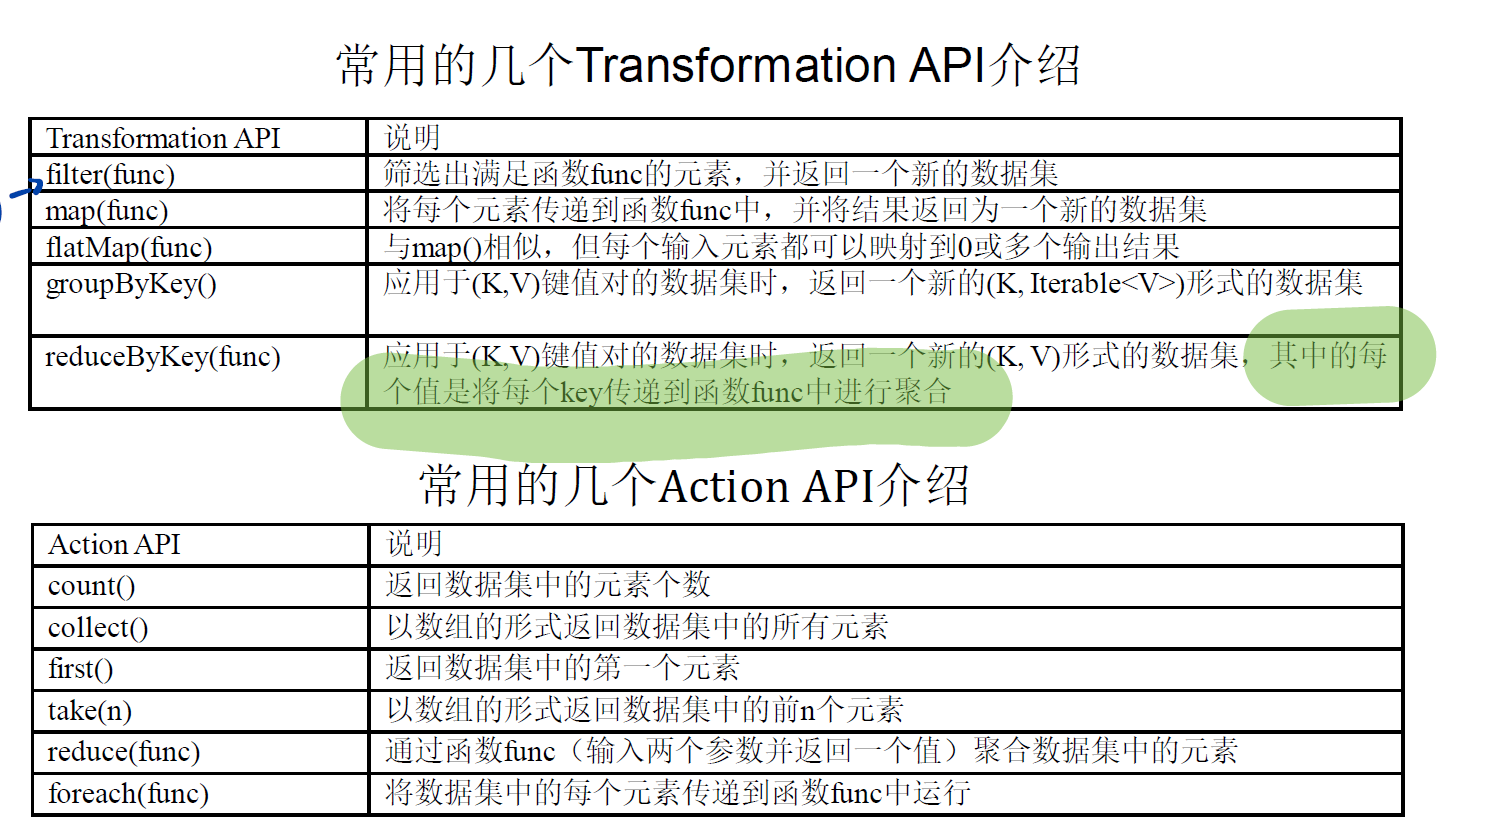 常用的几个Transformation API介绍
Transformation API 说明
filter(func) 筛选出满足函数func的元素，并返回一个新的数据集
map(func) 将每个元素传递到函数func中，并将结果返回为一个新的数据集
flatMap(func) 与map()相似，但每个输入元素都可以映射到0或多个输出结果
groupByKey() 应用于(K,V)键值对的数据集时，返回一个新的(K, Iterable<V>)形式的数据集
reduceByKey(func) 应用于(K,V)键值对的数据集时，返回一个新的(K, V)形式的数据集，其中的每
个值是将每个key传递到函数func中进行聚合
常用的几个Action API介绍
Action API 说明
count() 返回数据集中的元素个数
collect() 以数组的形式返回数据集中的所有元素
first() 返回数据集中的第一个元素
take(n) 以数组的形式返回数据集中的前n个元素
reduce(func) 通过函数func（输入两个参数并返回一个值）聚合数据集中的元素
foreach(func) 将数据集中的每个元素传递到函数func中运行